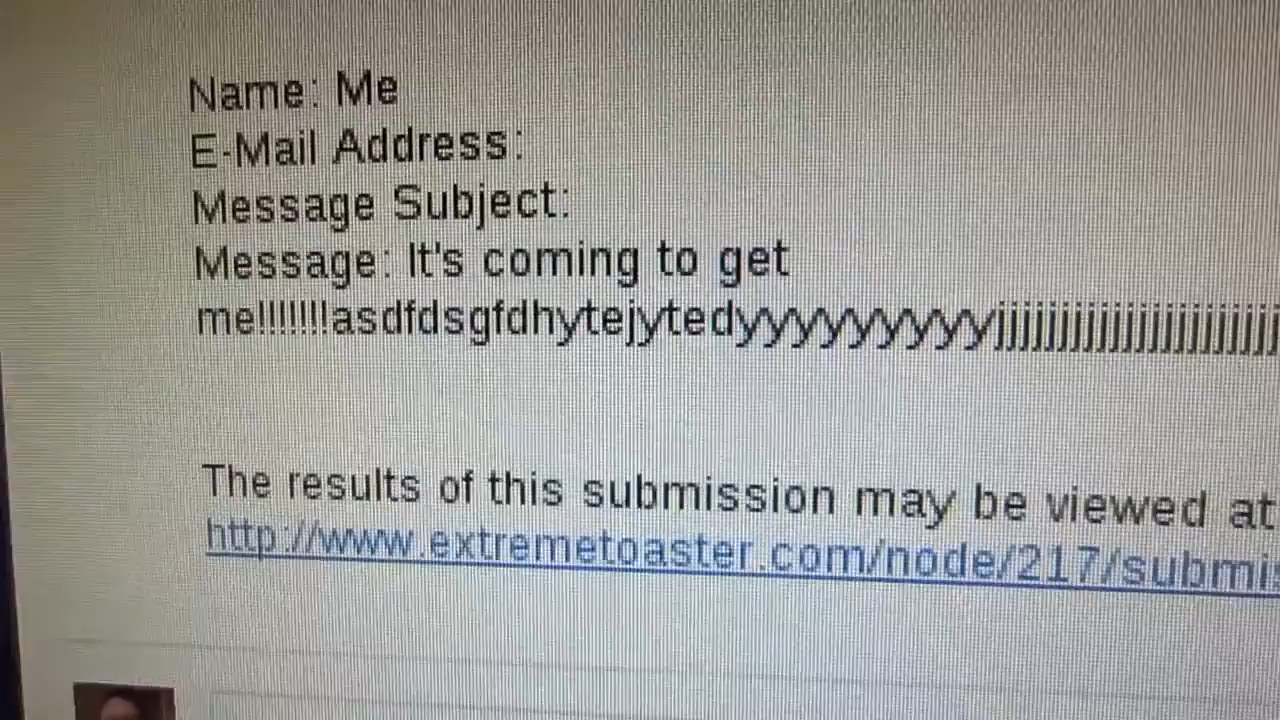 Name: Me
E-Mail Address:
Message Subject:
Message: It's coming to get
me!!!!!!!asdfdsgfdhytejytedyyyyyyyyyyjjjjjjjjjjjjjjjjjjjjjjj
The results of this submission may be viewed at
http://www.extremetoaster.com/node/217/submis